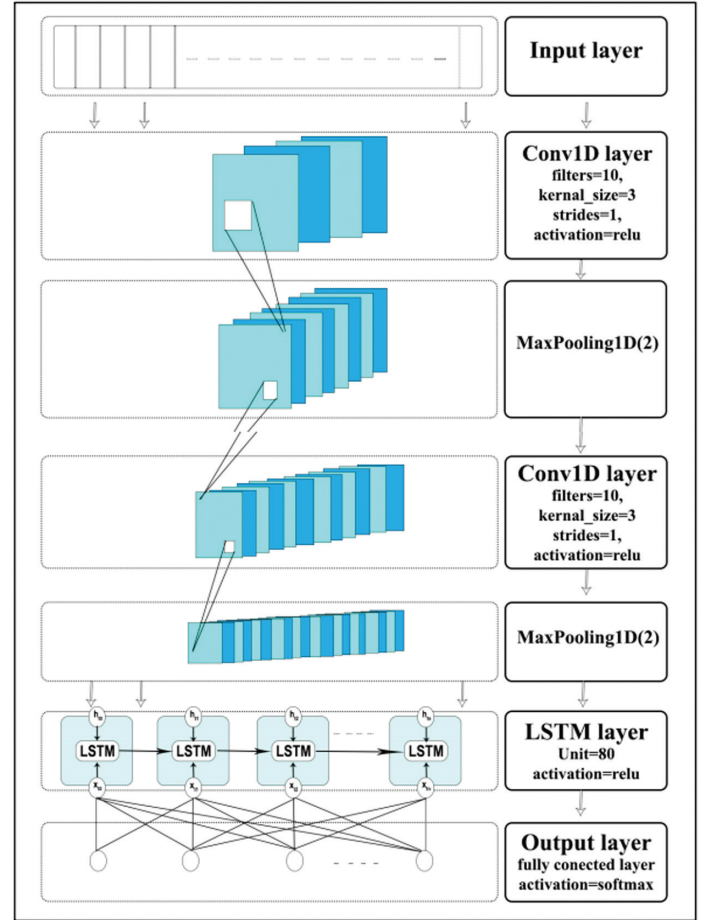 Input layer
Conv1D layer
filters=10,
kernal_size=3
strides=1,
activation=relu
MaxPooling1D(2)
Conv1D layer
filters=10,
kernal_size=3
strides=1,
activation=relu
MaxPooling1D(2)
h
h
h
h
LSTM
LSTM
LSTM
LSTM
x
x
x
x
LSTM layer
Unit=80
activation=relu
Output layer
fully conected layer
activation=softmax